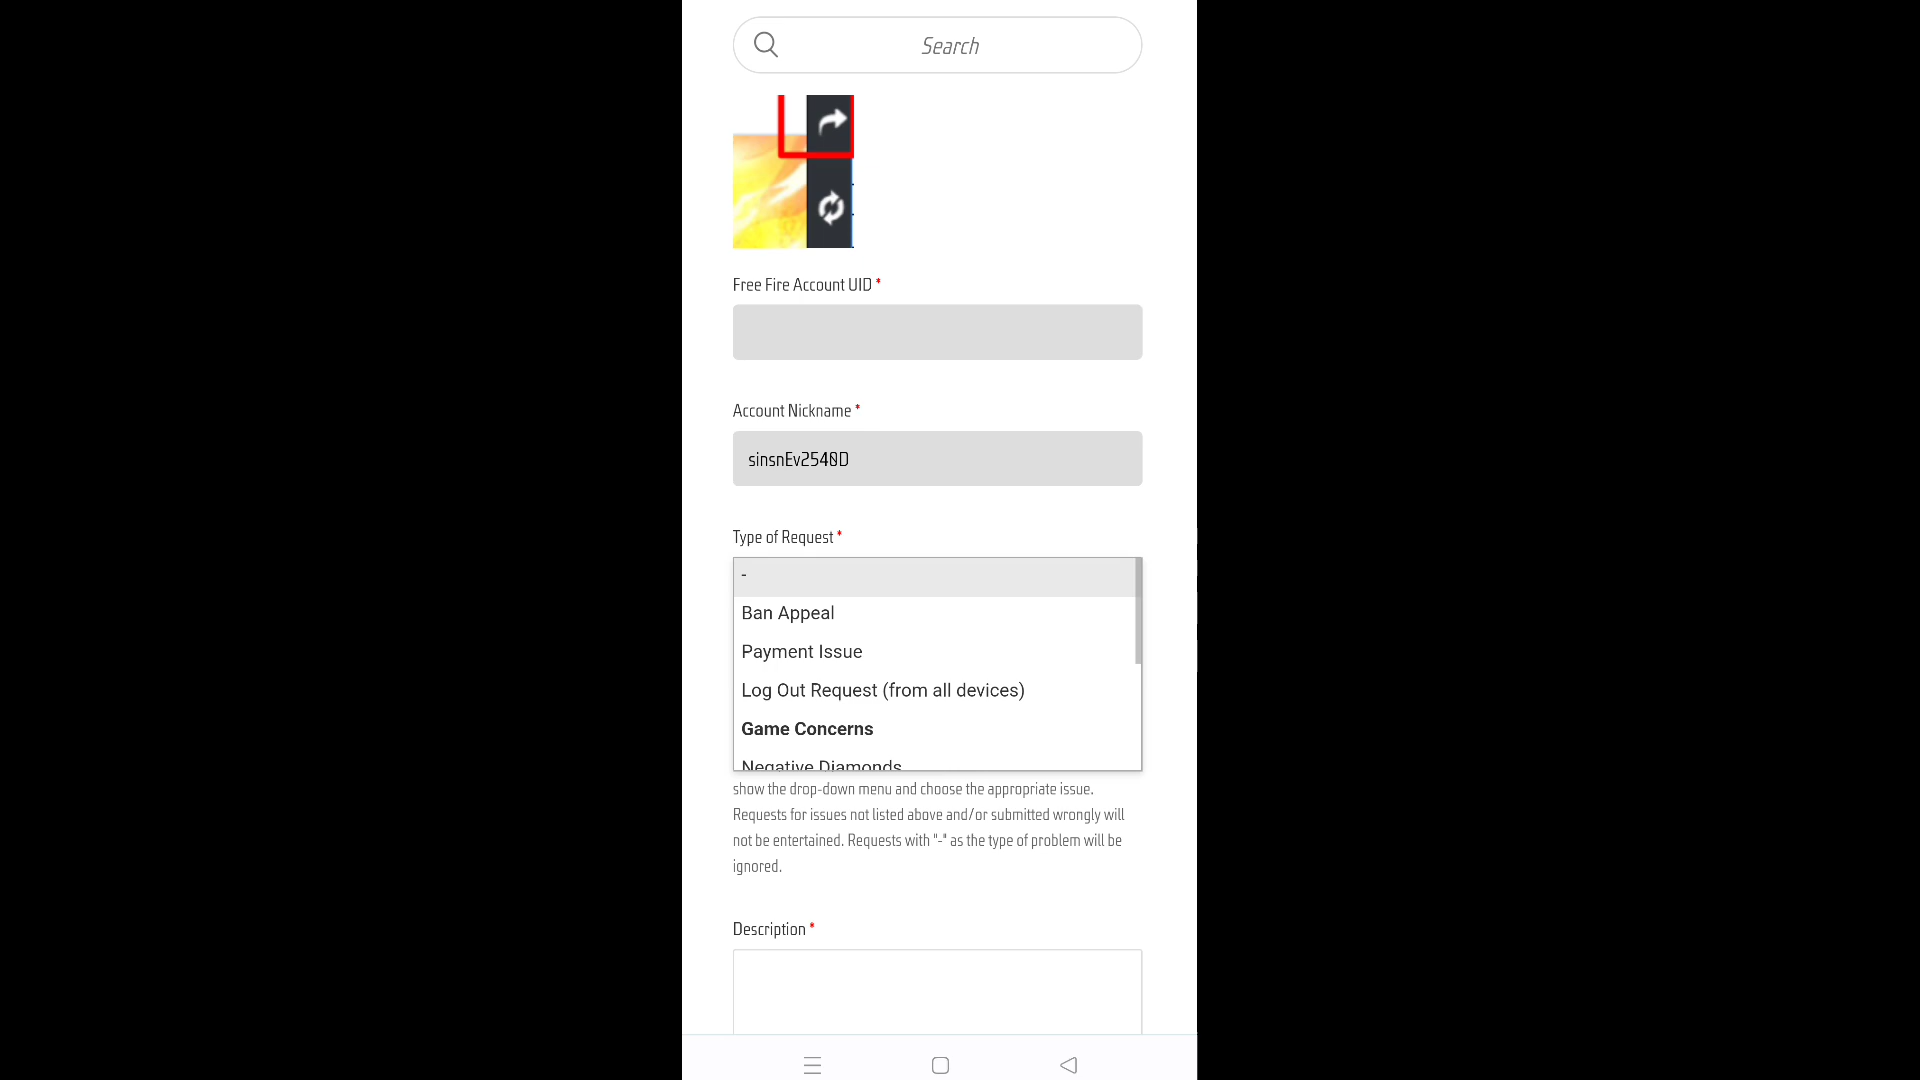 Search
Free Fire Account UID *
Account Nickname *
sinsnEv2540D
Type of Request *
-
Ban Appeal
Payment Issue
Log Out Request (from all devices)
Game Concerns
Negative Diamonds
show the drop-down menu and choose the appropriate issue.
Requests for issues not listed above and/or submitted wrongly will
not be entertained. Requests with "-" as the type of problem will be
ignored.
Description *